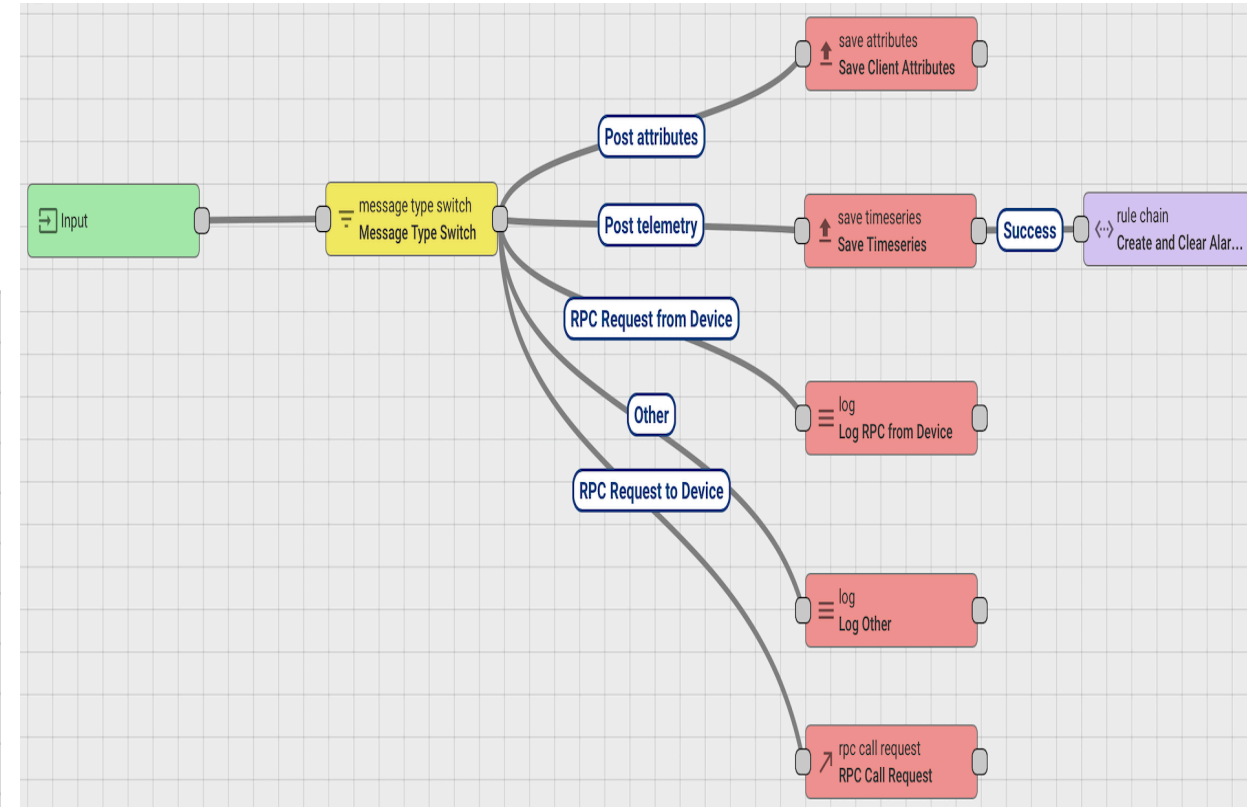 save attributes
Save Client Attributes
Post attributes
Input
message type switch
Message Type Switch
Post telemetry
save timeseries
Save Timeseries
Success
rule chain
Create and Clear Alar...
RPC Request from Device
log
Log RPC from Device
Other
RPC Request to Device
log
Log Other
rpc call request
RPC Call Request